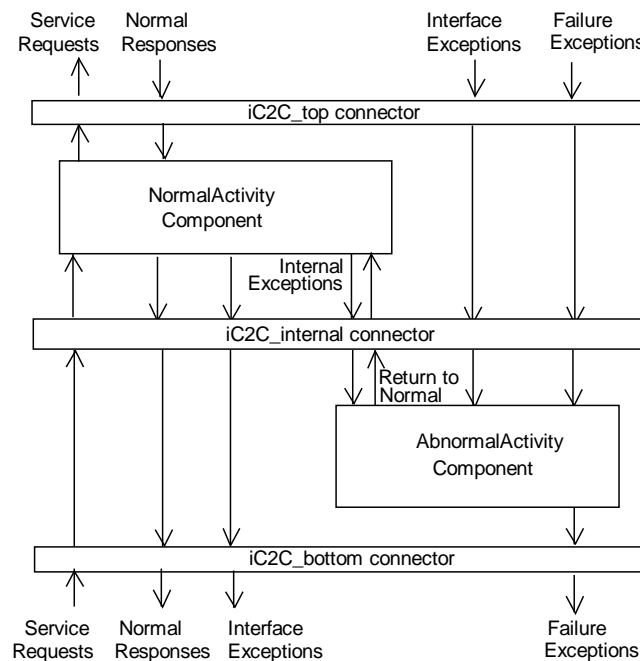 Service
Requests
Normal
Responses
Interface
Exceptions
Failure
Exceptions
iC2C_top connector
NormalActivity
Component
Internal
Exceptions
iC2C_internal connector
Return to
Normal
AbnormalActivity
Component
iC2C_bottom connector
Service
Requests
Normal
Responses
Interface
Exceptions
Failure
Exceptions